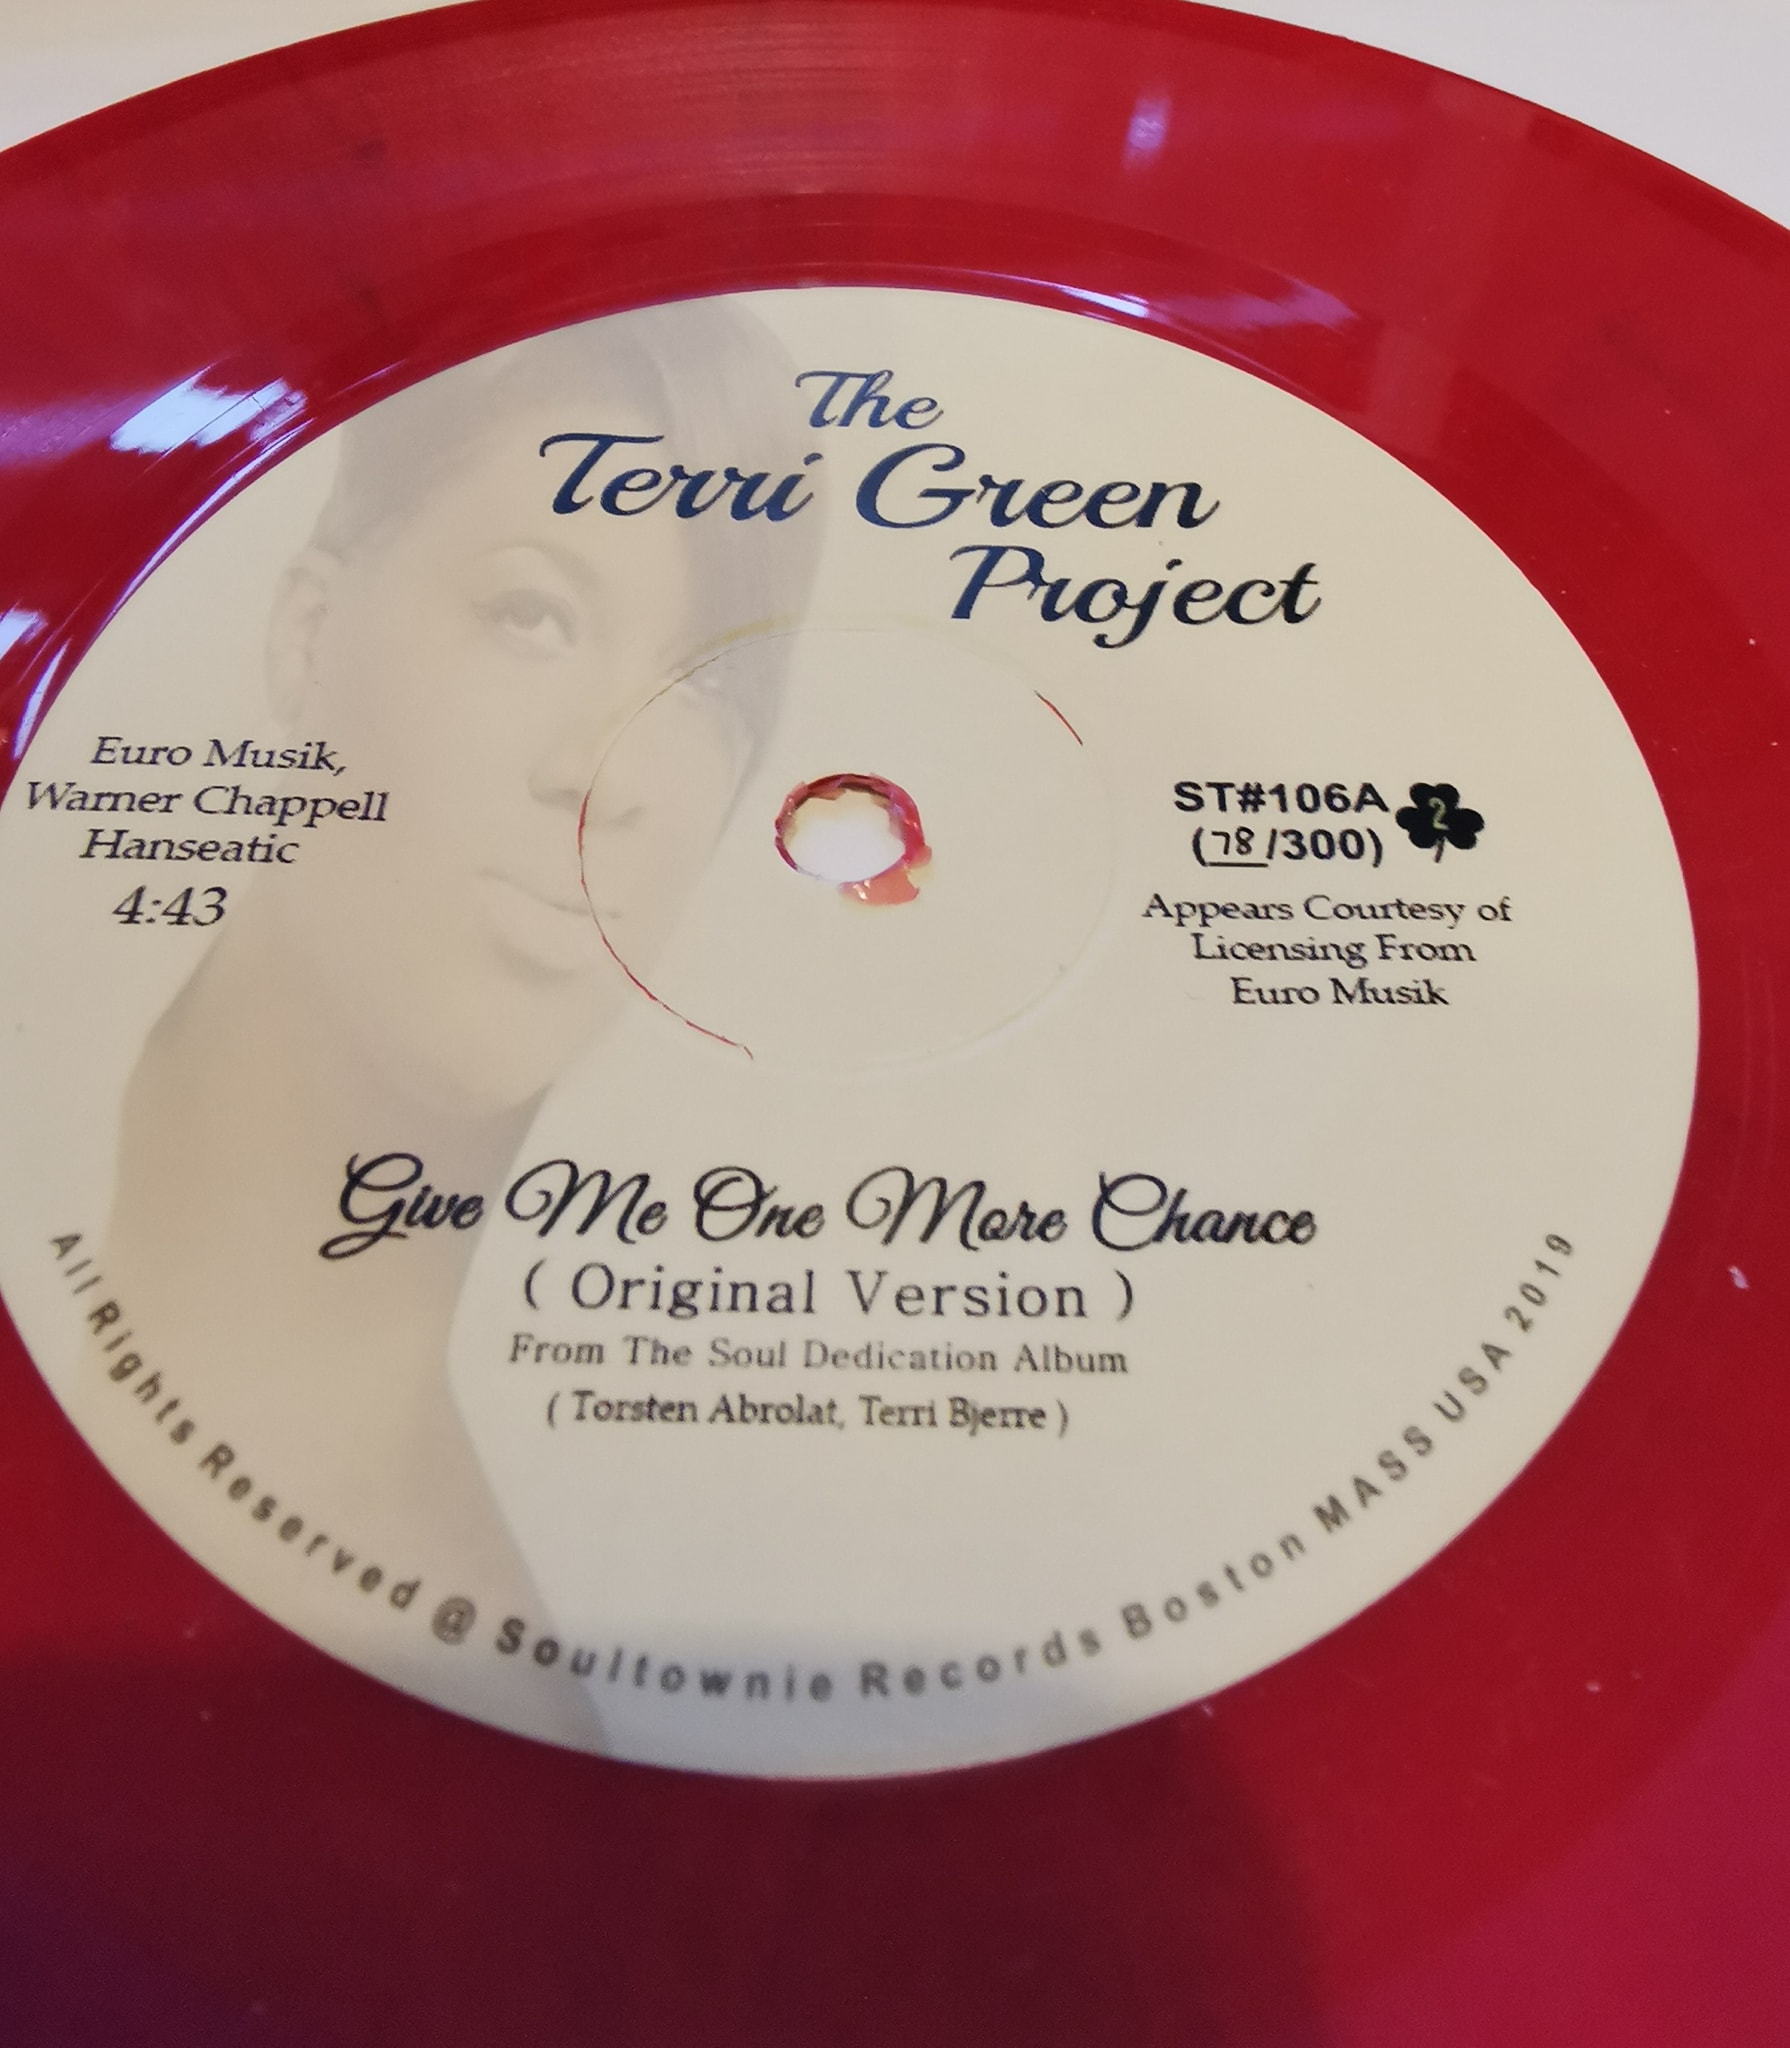 The
Terri Green
Project
Euro Musik,
Warner Chappell
Hanseatic
4:43
ST#106A
(78/300)
2
Appears Courtesy of
Licensing From
Euro Musik
Give Me One More Chance
( Original Version )
From The Soul Dedication Album
( Torsten Abrolat, Terri Bjerre )
All Rights Reserved @ Soultownie Records Boston MASS USA 2019